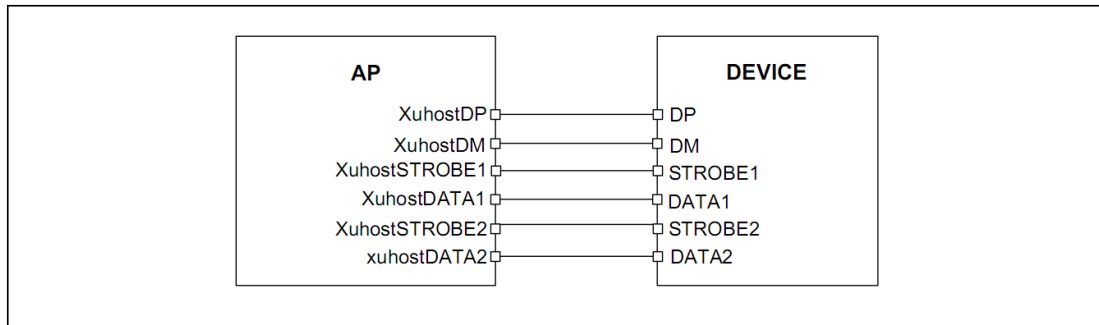 AP
DEVICE
XuhostDP
DP
XuhostDM
DM
XuhostSTROBE1
STROBE1
XuhostDATA1
DATA1
XuhostSTROBE2
STROBE2
xuhostDATA2
DATA2